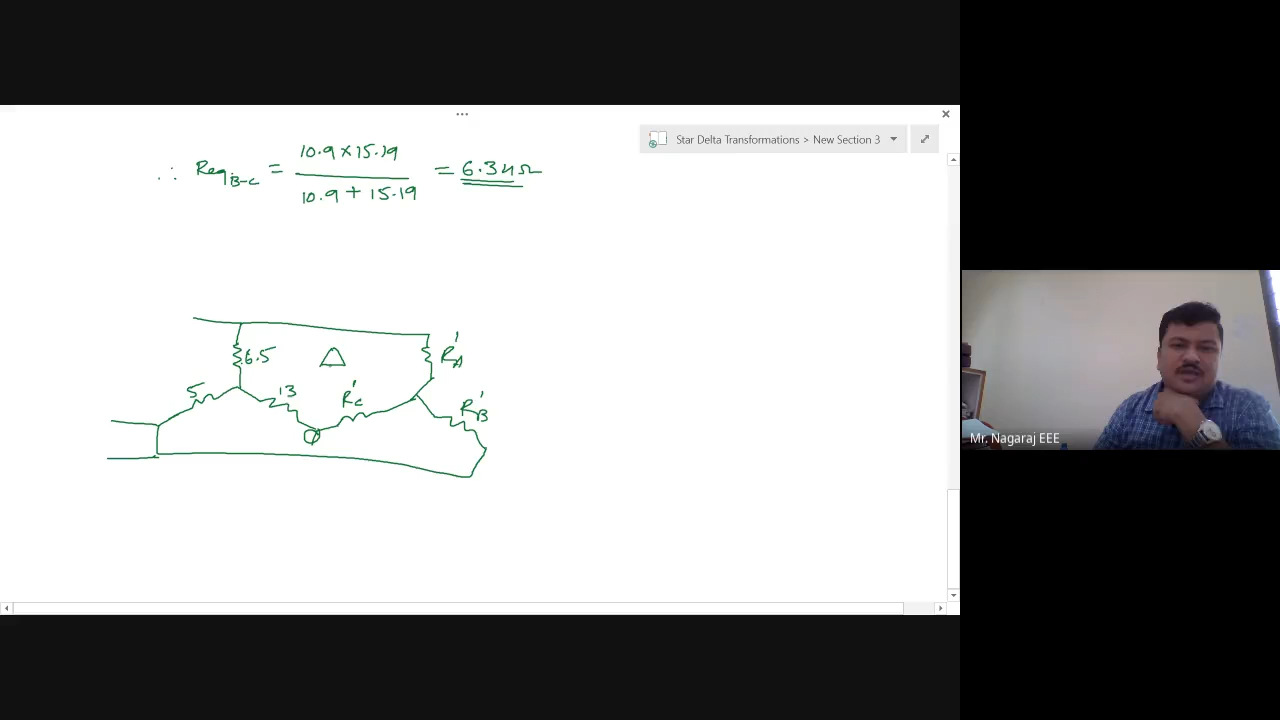 Star Delta Transformations > New Section 3
∴ Req B-C = 10.9 × 15.19 / 10.9 + 15.19 = 6.34 Ω
6.5
R'A
5
13
R'C
R'B
Mr. Nagaraj EEE